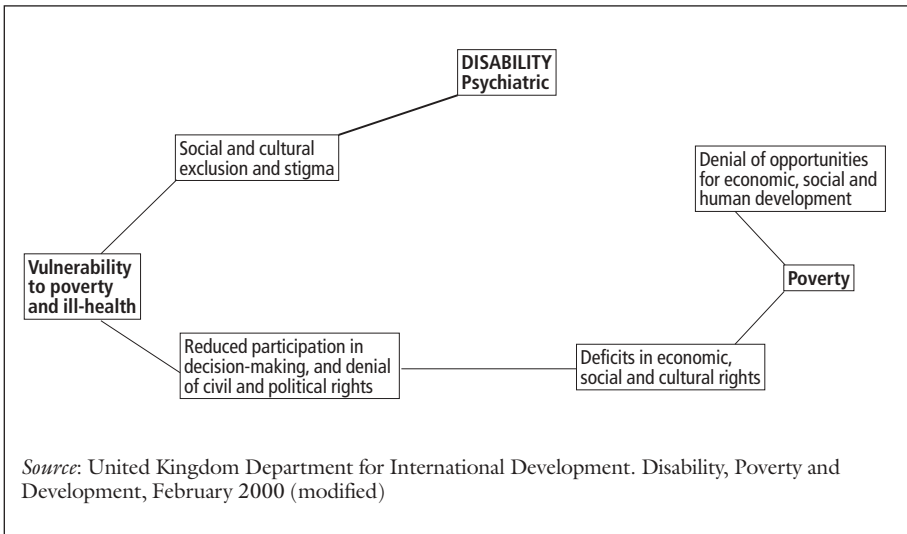 DISABILITY
Psychiatric
Social and cultural
exclusion and stigma
Denial of opportunities
for economic, social and
human development
Vulnerability
to poverty
and ill-health
Poverty
Reduced participation in
decision-making, and denial
of civil and political rights
Deficits in economic,
social and cultural rights
Source: United Kingdom Department for International Development. Disability, Poverty and
Development, February 2000 (modified)